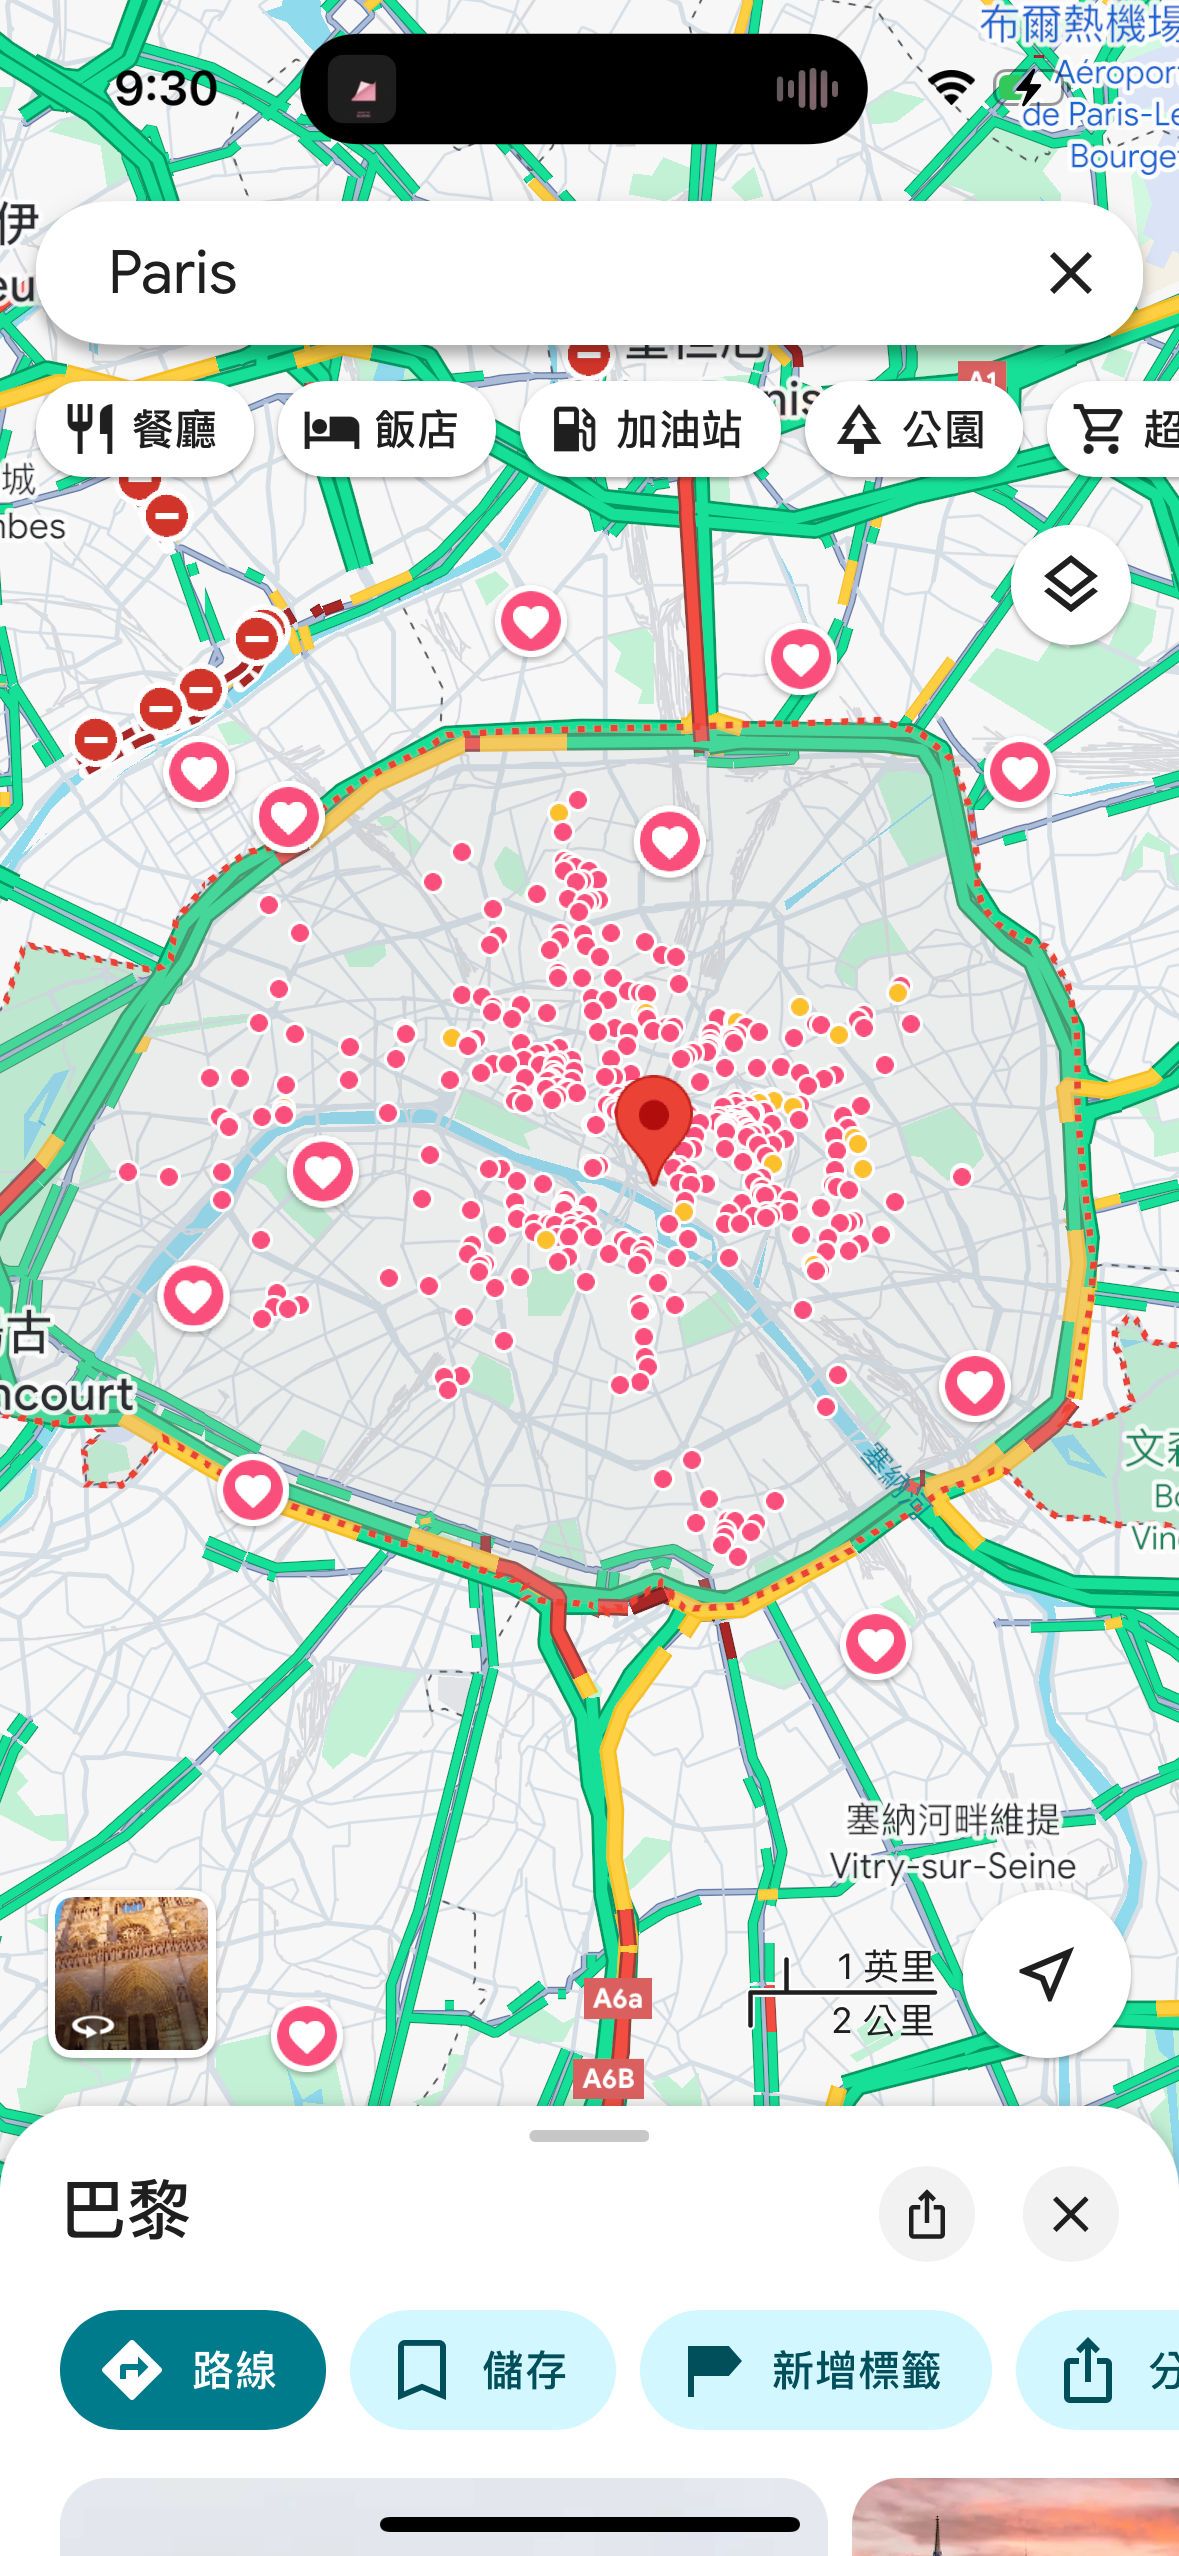 布爾熱機場
9:30
Aéroport
de Paris-Le
Bourget
伊
eu
Paris
nis
A1
餐廳
飯店
加油站
公園
超
城
nbes
古
ncourt
塞納河
文森
Bo
Vin
塞納河畔維提
Vitry-sur-Seine
1 英里
2 公里
A6a
A6B
巴黎
路線
儲存
新增標籤
分